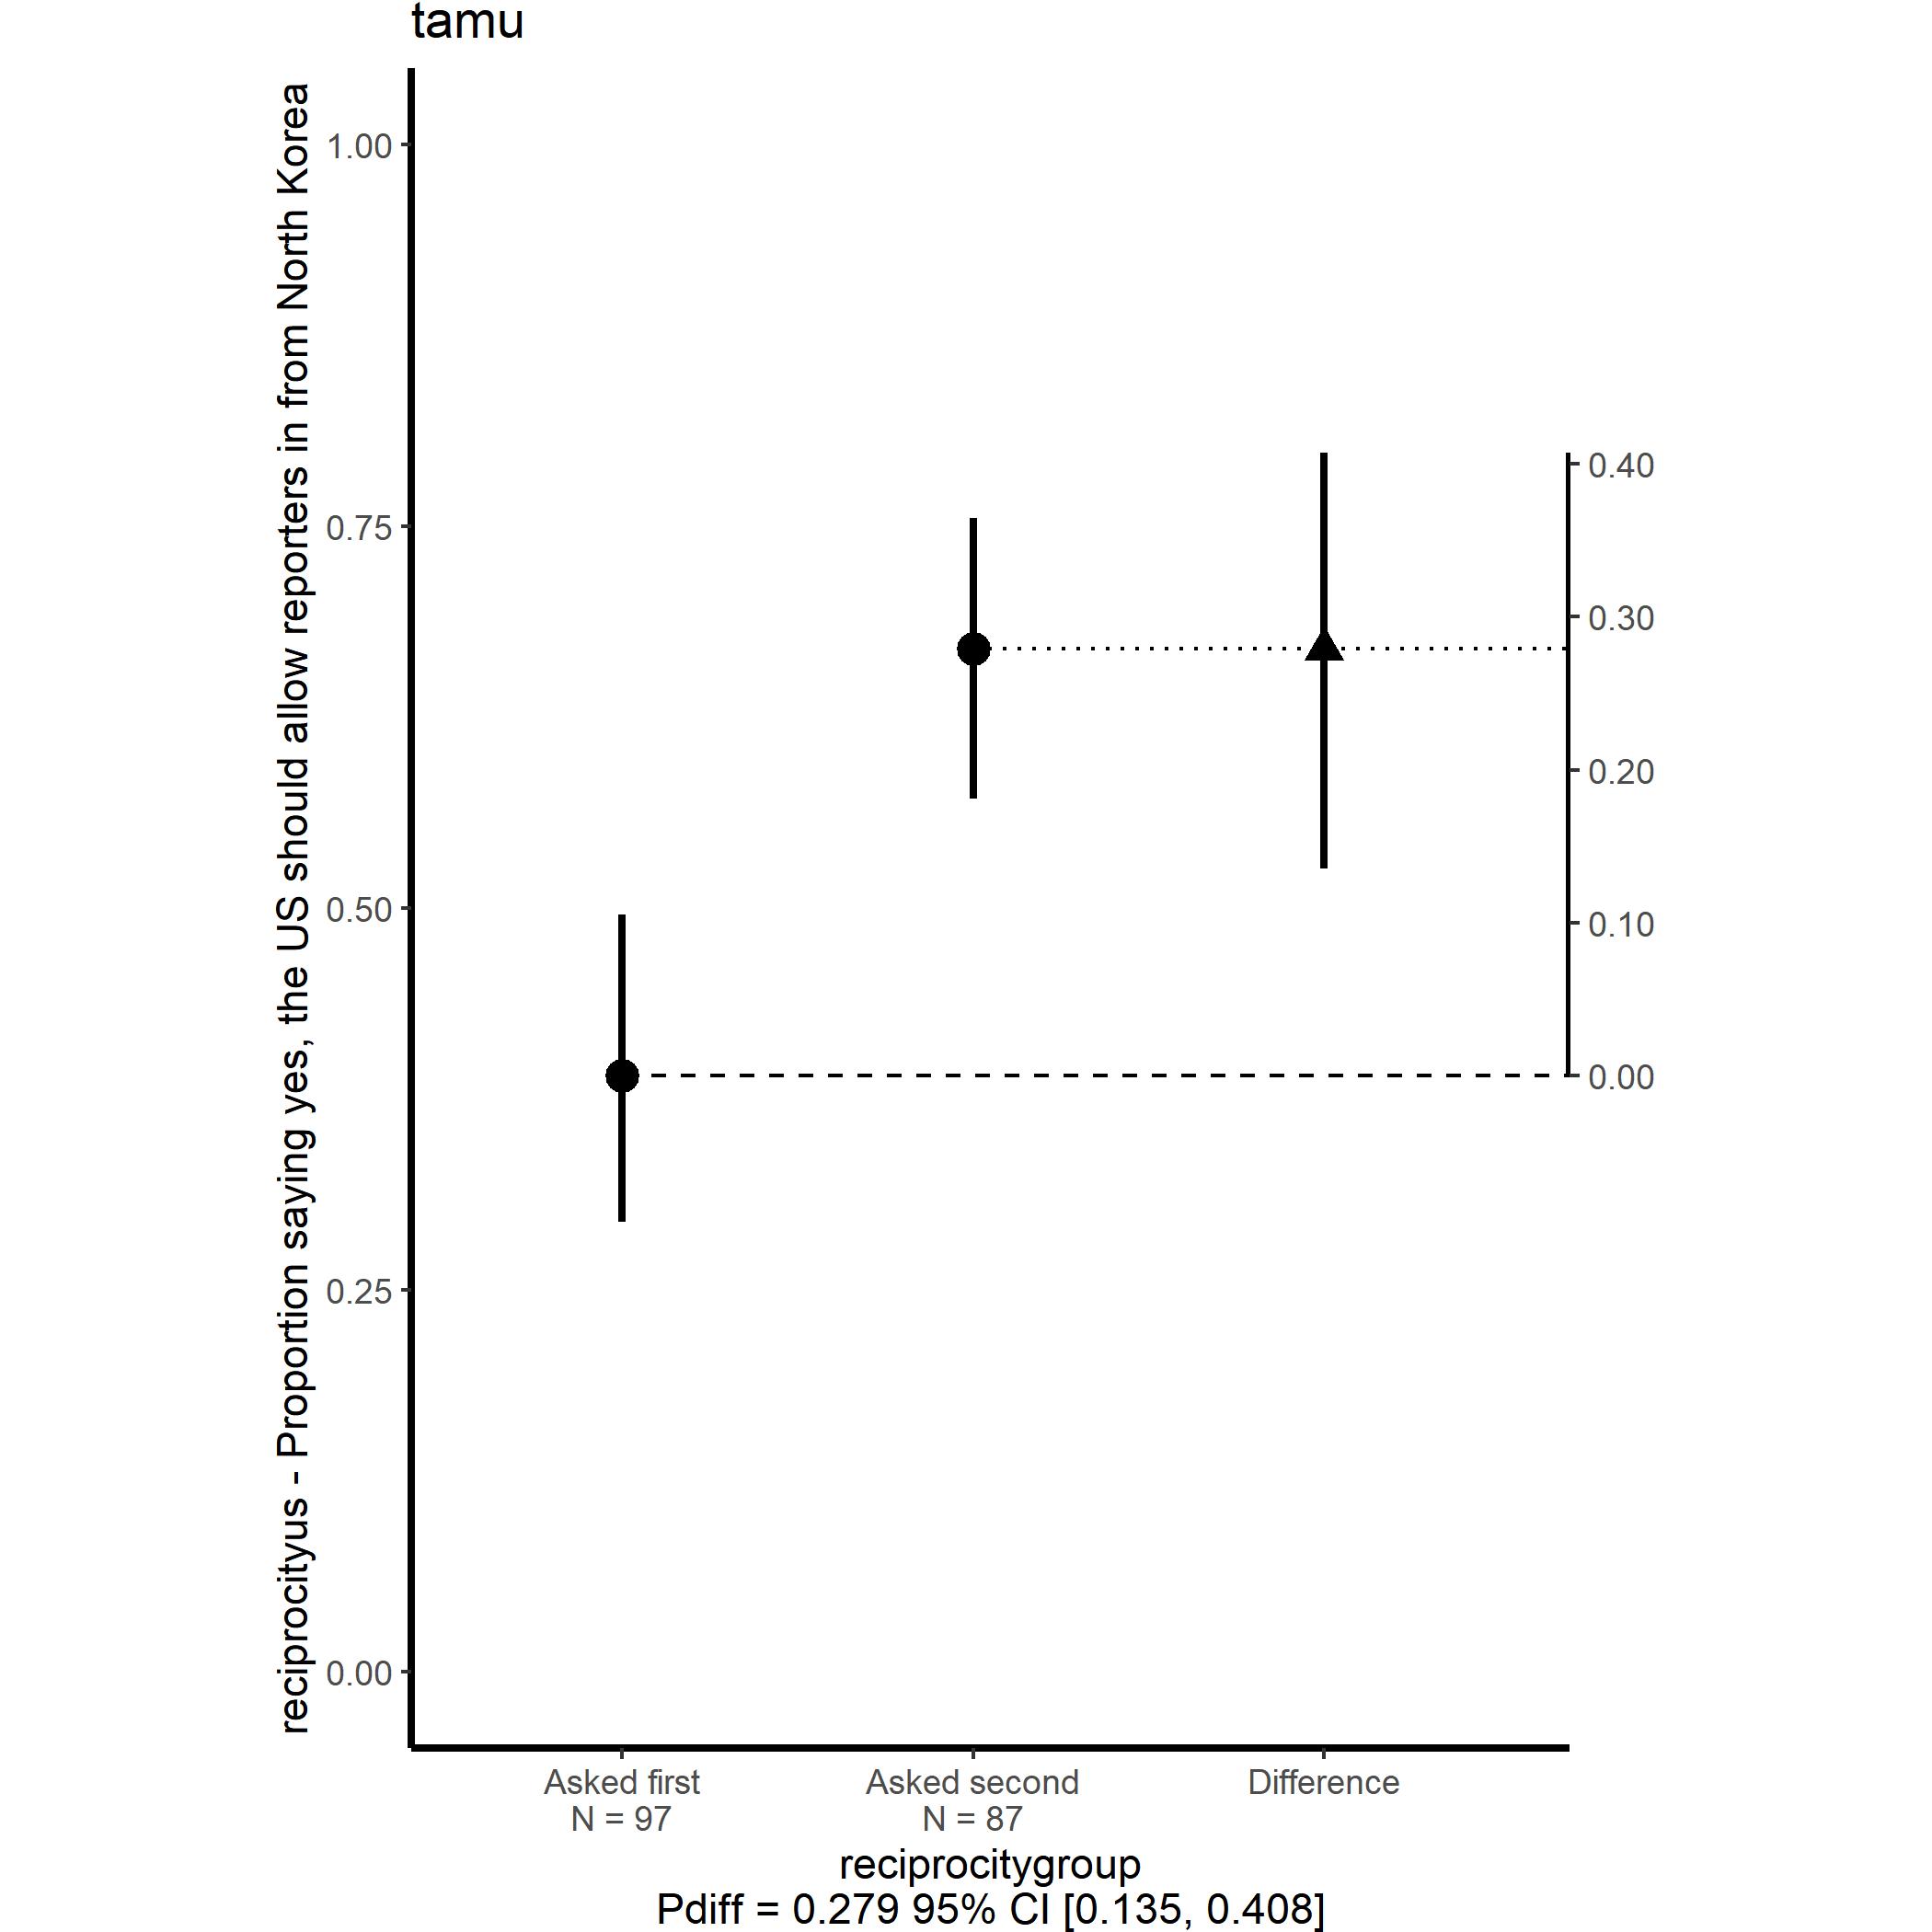 tamu
reciprocityus - Proportion saying yes, the US should allow reporters in from North Korea
1.00
0.75
0.50
0.25
0.00
0.40
0.30
0.20
0.10
0.00
Asked first
N = 97
Asked second
N = 87
Difference
reciprocitygroup
Pdiff = 0.279 95% CI [0.135, 0.408]